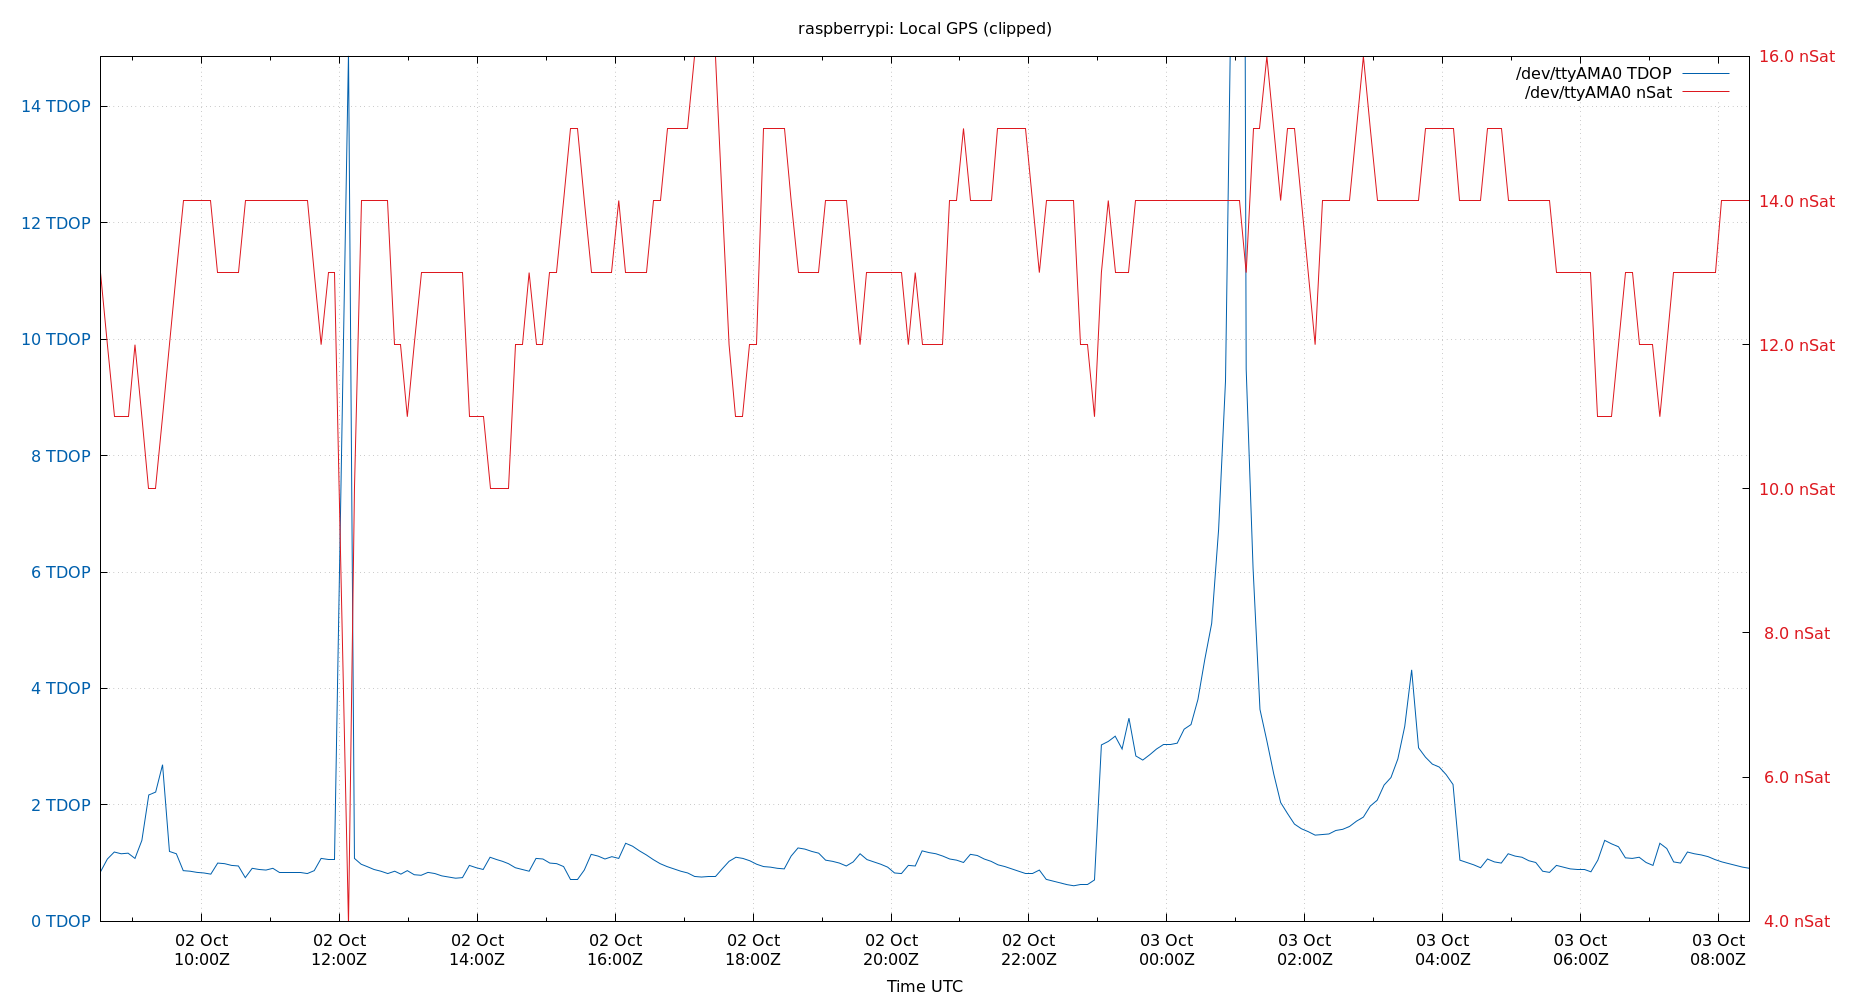 raspberrypi: Local GPS (clipped)
/dev/ttyAMA0 TDOP
/dev/ttyAMA0 nSat
14 TDOP
12 TDOP
10 TDOP
8 TDOP
6 TDOP
4 TDOP
2 TDOP
0 TDOP
16.0 nSat
14.0 nSat
12.0 nSat
10.0 nSat
8.0 nSat
6.0 nSat
4.0 nSat
02 Oct 02 Oct 02 Oct 02 Oct 02 Oct 02 Oct 02 Oct 03 Oct 03 Oct 03 Oct 03 Oct 03 Oct
10:00Z 12:00Z 14:00Z 16:00Z 18:00Z 20:00Z 22:00Z 00:00Z 02:00Z 04:00Z 06:00Z 08:00Z
Time UTC